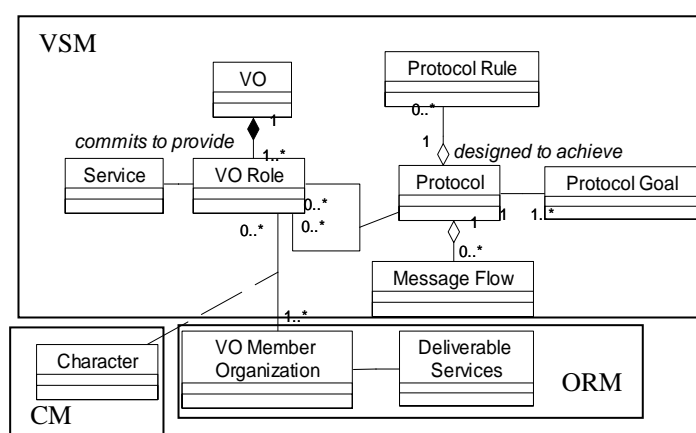 VSM
VO
Protocol Rule
1
0..*
commits to provide
1
designed to achieve
1..*
Service
VO Role
Protocol
Protocol Goal
0..*
1
1
1..*
0..*
0..*
0..*
Message Flow
1..*
Character
VO Member
Organization
Deliverable
Services
CM
ORM